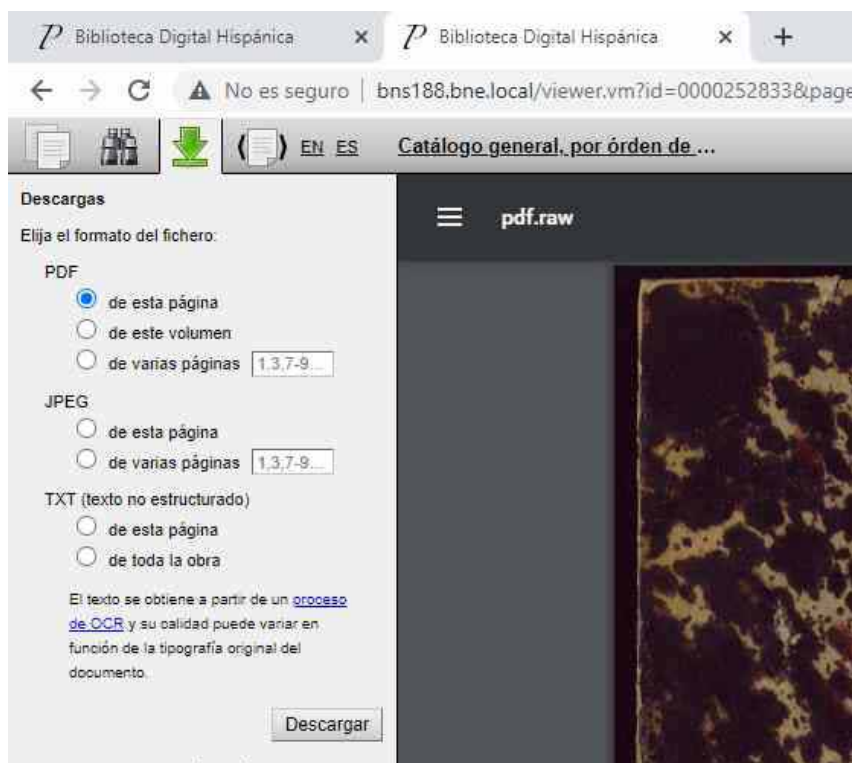 Biblioteca Digital Hispánica × Biblioteca Digital Hispánica × +
No es seguro | bns188.bne.local/viewer.vm?id=0000252833&page
EN ES Catálogo general, por órden de ...
Descargas
pdf.raw
Elija el formato del fichero:
PDF
de esta página
de este volumen
de varias páginas 1,3,7-9...
JPEG
de esta página
de varias páginas 1,3,7-9...
TXT (texto no estructurado)
de esta página
de toda la obra
El texto se obtiene a partir de un proceso
de OCR y su calidad puede variar en
función de la tipografía original del
documento.
Descargar